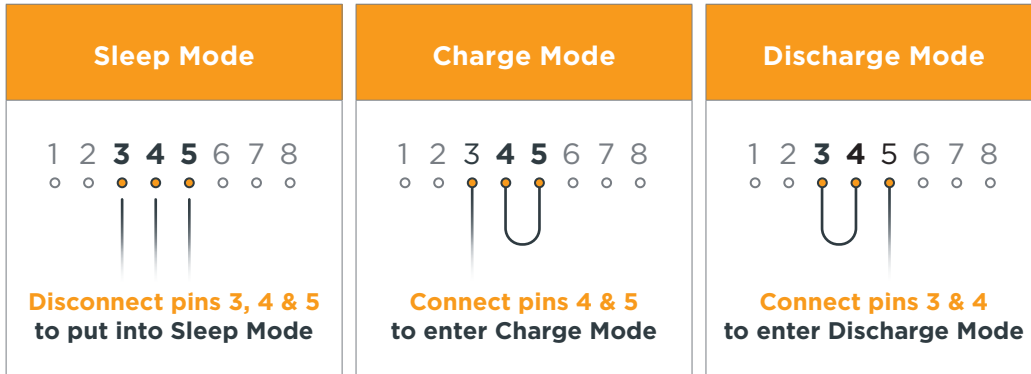 Sleep Mode
1 2 3 4 5 6 7 8
Disconnect pins 3, 4 & 5
to put into Sleep Mode
Charge Mode
1 2 3 4 5 6 7 8
Connect pins 4 & 5
to enter Charge Mode
Discharge Mode
1 2 3 4 5 6 7 8
Connect pins 3 & 4
to enter Discharge Mode